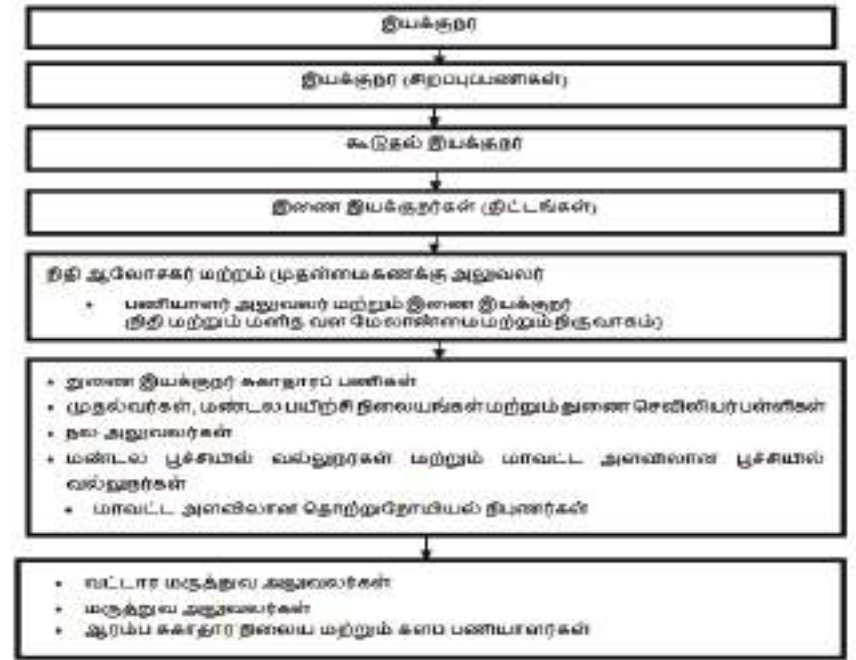 இயக்குநர்
இயக்குநர் (சிறப்புப்பணிகள்)
கூடுதல் இயக்குநர்
இணை இயக்குநர்கள் (திட்டங்கள்)
நிதி ஆலோசகர் மற்றும் முதன்மைகணக்கு அலுவலர்
• பணியாளர் அலுவலர் மற்றும் இணை இயக்குநர்
(நிதி மற்றும் மனித வள மேலாண்மைமற்றும்நிருவாகம்)
• துணை இயக்குநர் சுகாதாரப் பணிகள்
• முதல்வர்கள், மண்டலபயிற்சி நிலையங்கள்மற்றும்துணை செவிலியர்பள்ளிகள்
• நல அலுவலர்கள்
• மண்டல பூச்சியில் வல்லுநர்கள் மற்றும் மாவட்ட அளவிலான பூச்சியில்
வல்லுநர்கள்
• மாவட்ட அளவிலான தொற்றுநோயியல் நிபுணர்கள்
• வட்டார மருத்துவ அலுவலர்கள்
• மருத்துவ அலுவலர்கள்
• ஆரம்ப சுகாதார நிலைய மற்றும் களப் பணியாளர்கள்